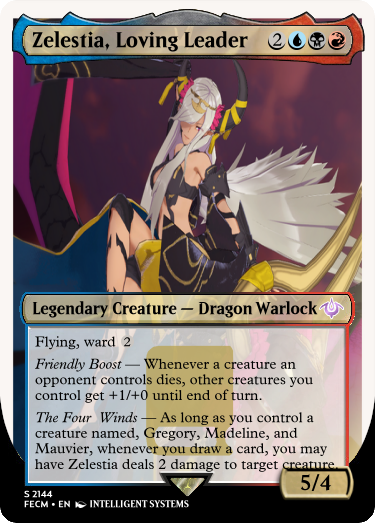 Zelestia, Loving Leader 2
Legendary Creature — Dragon Warlock
Flying, ward 2
Friendly Boost — Whenever a creature an
opponent controls dies, other creatures you
control get +1/+0 until end of turn.
The Four Winds — As long as you control a
creature named, Gregory, Madeline, and
Mauvier, whenever you draw a card, you may
have Zelestia deals 2 damage to target creature.
5/4
S 2144
FECM • EN INTELLIGENT SYSTEMS